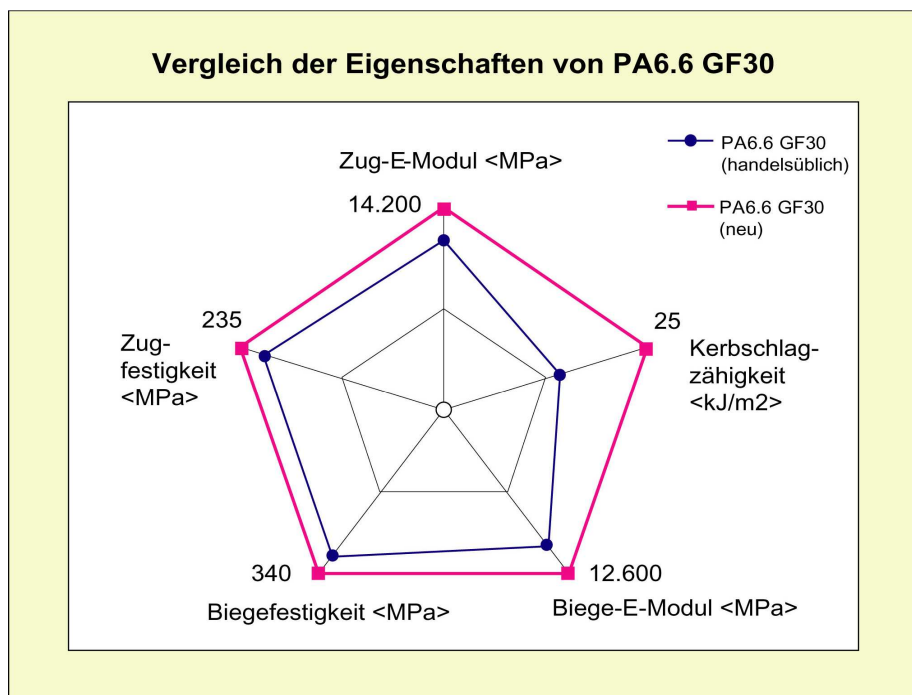 Vergleich der Eigenschaften von PA6.6 GF30
PA6.6 GF30
(handelsüblich)
PA6.6 GF30
(neu)
Zug-E-Modul <MPa>
14.200
235
Zug-
festigkeit
<MPa>
25
Kerbschlag-
zähigkeit
<kJ/m2>
340
Biegefestigkeit <MPa>
12.600
Biege-E-Modul <MPa>